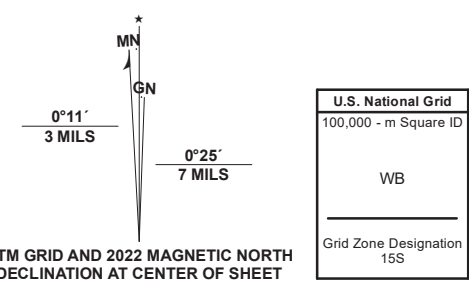 ★
MN
GN
0°11´
3 MILS
0°25´
7 MILS
TM GRID AND 2022 MAGNETIC NORTH
DECLINATION AT CENTER OF SHEET
U.S. National Grid
100,000 - m Square ID
WB
Grid Zone Designation
15S